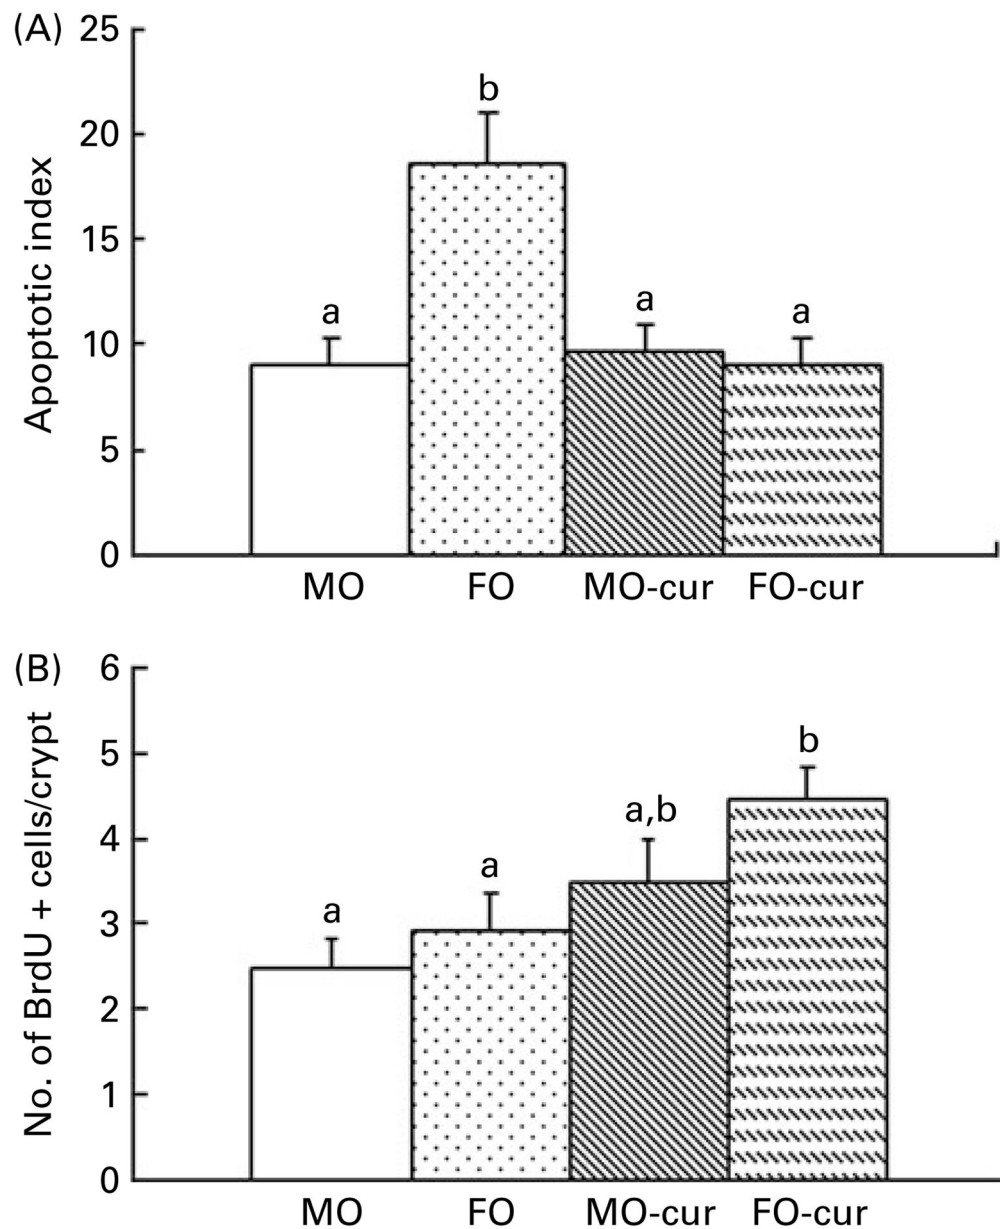 (A)
25
20
15
10
5
0
Apoptotic index
a
b
a
a
MO FO MO-cur FO-cur
(B)
6
5
4
3
2
1
0
No. of BrdU + cells/crypt
a
a
a,b
b
MO FO MO-cur FO-cur